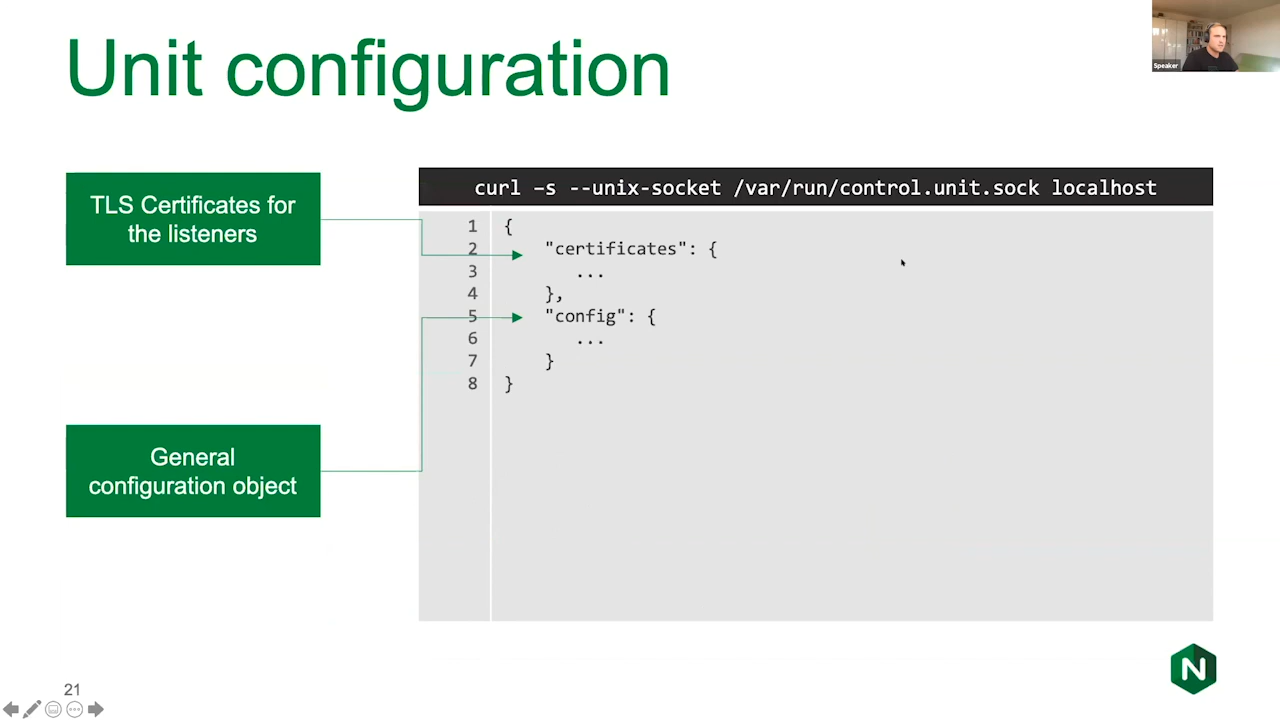 Unit configuration
Speaker
TLS Certificates for
the listeners
General
configuration object
curl –s --unix-socket /var/run/control.unit.sock localhost
1 {
2 "certificates": {
3 ...
4 },
5 "config": {
6 ...
7 }
8 }
N
21